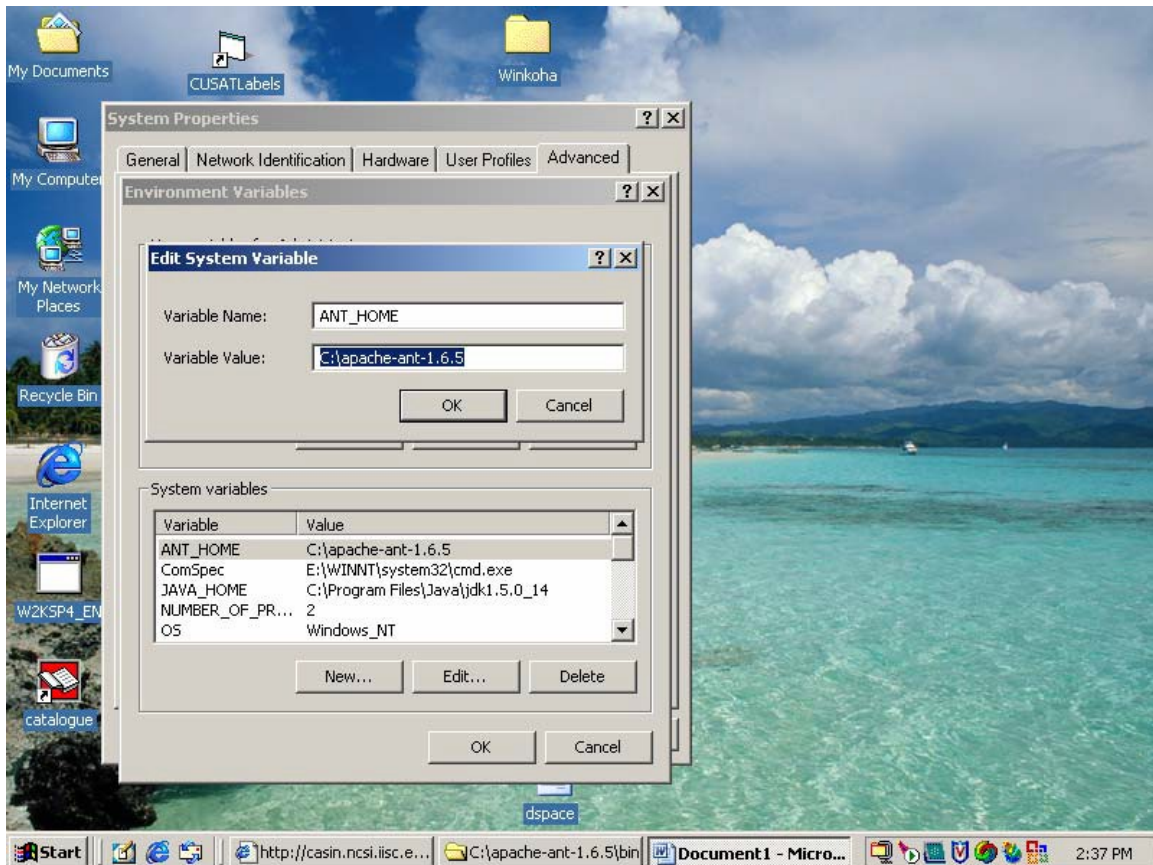 My Documents
CUSATLabels
Winkoha
My Computer
My Network
Places
Recycle Bin
Internet
Explorer
W2KSP4_EN
catalogue
dspace
System Properties
General
Network Identification
Hardware
User Profiles
Advanced
Environment Variables
Edit System Variable
Variable Name:
ANT_HOME
Variable Value:
C:\apache-ant-1.6.5
OK
Cancel
System variables
Variable Value
ANT_HOME C:\apache-ant-1.6.5
ComSpec E:\WINNT\system32\cmd.exe
JAVA_HOME C:\Program Files\Java\jdk1.5.0_14
NUMBER_OF_PR... 2
OS Windows_NT
New...
Edit...
Delete
OK
Cancel
Start
http://casin.ncsi.iisc.e...
C:\apache-ant-1.6.5\bin
Document1 - Micro...
2:37 PM